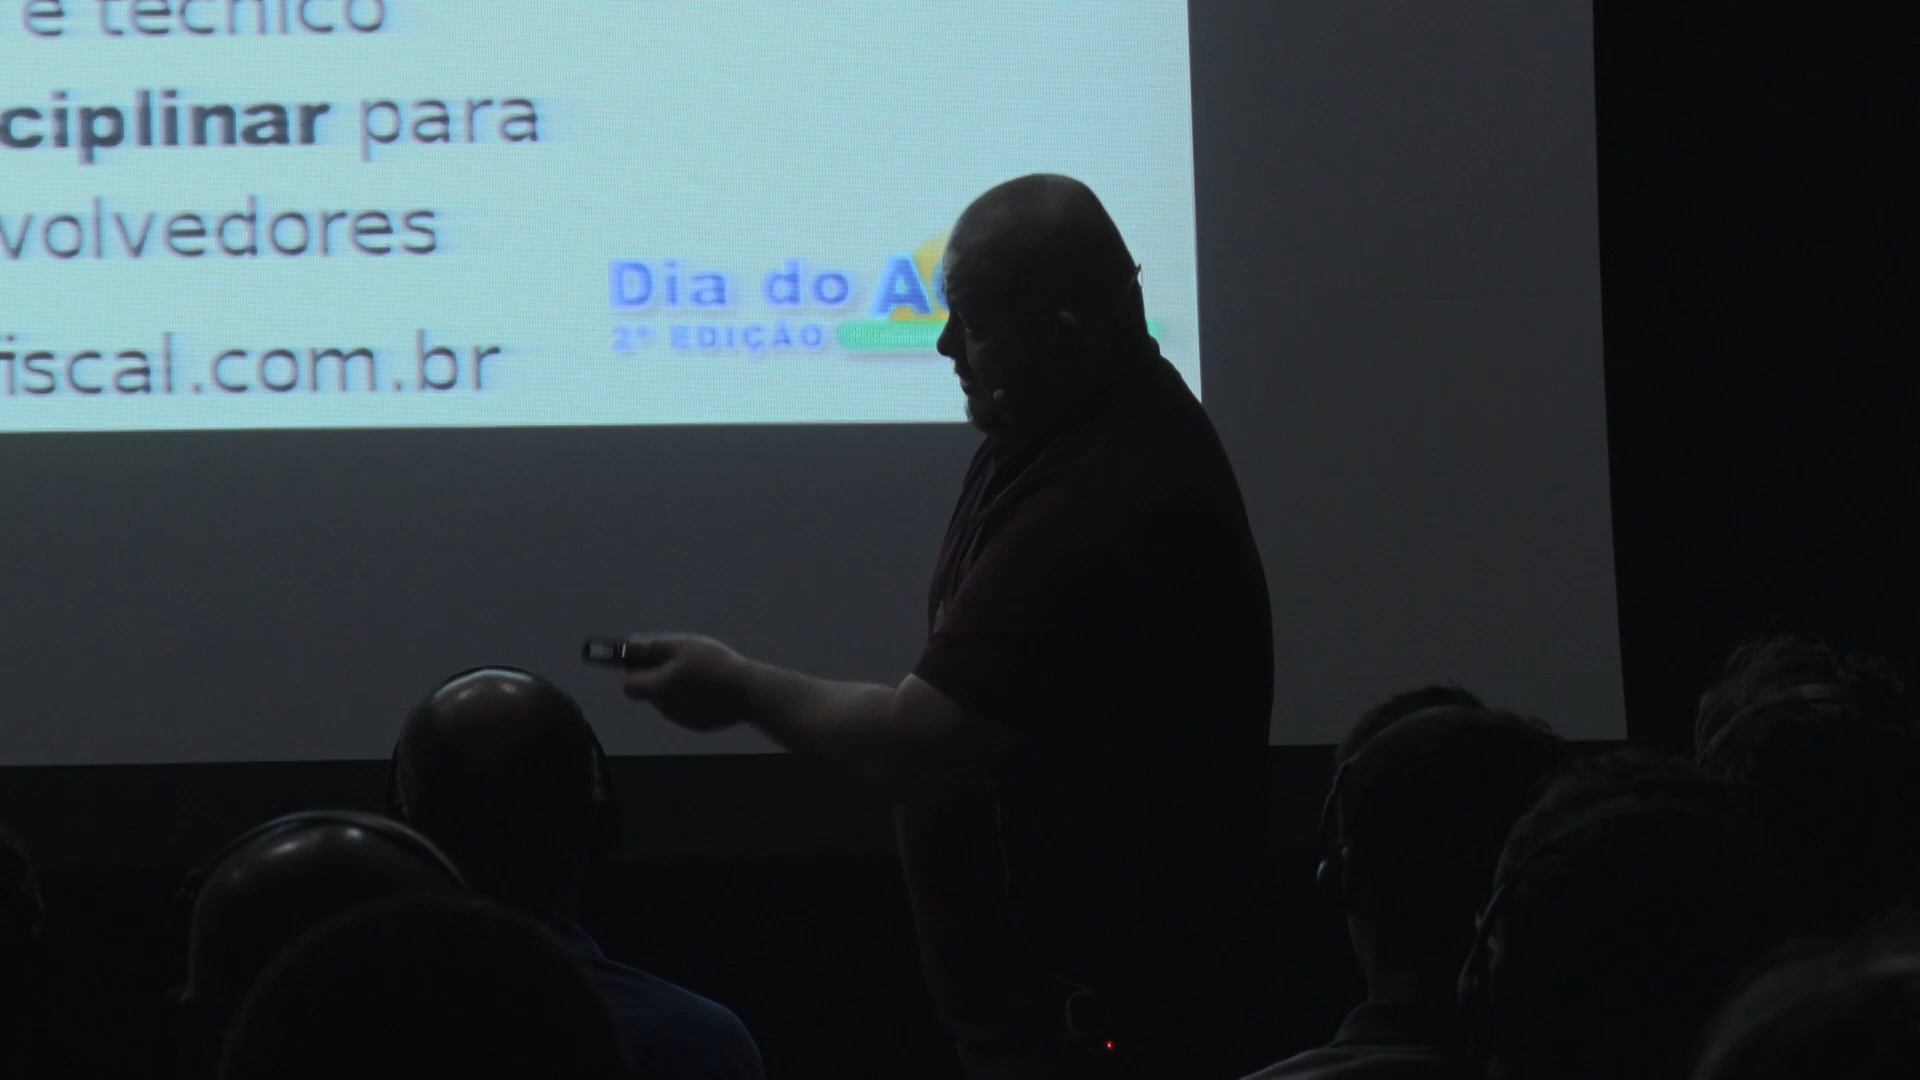 e técnico
ciplinar para
volvedores
iscal.com.br
Dia do
2ª EDIÇÃO